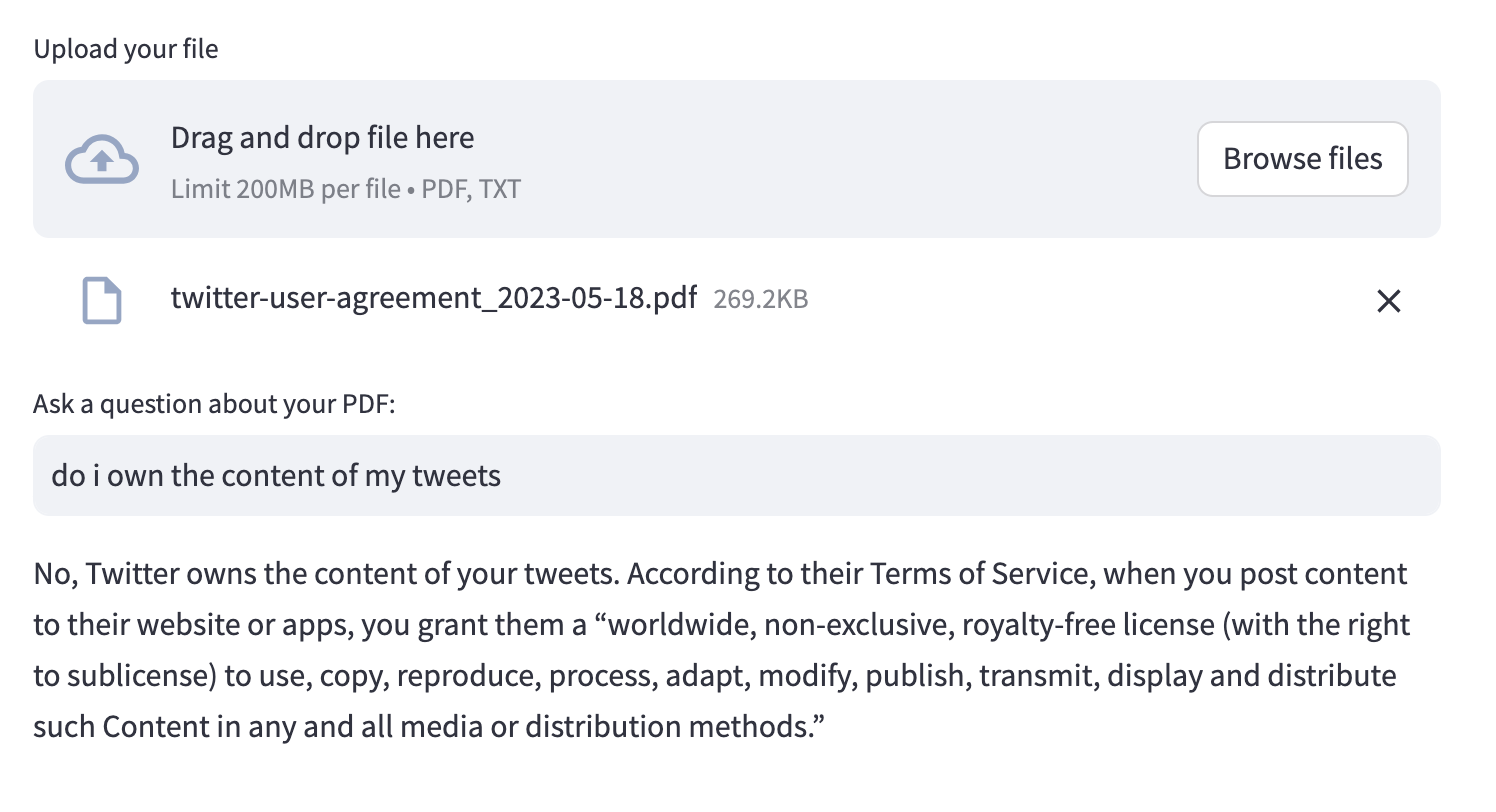 Upload your file
Drag and drop file here
Limit 200MB per file • PDF, TXT
Browse files
twitter-user-agreement_2023-05-18.pdf 269.2KB
Ask a question about your PDF:
do i own the content of my tweets
No, Twitter owns the content of your tweets. According to their Terms of Service, when you post content
to their website or apps, you grant them a “worldwide, non-exclusive, royalty-free license (with the right
to sublicense) to use, copy, reproduce, process, adapt, modify, publish, transmit, display and distribute
such Content in any and all media or distribution methods.”